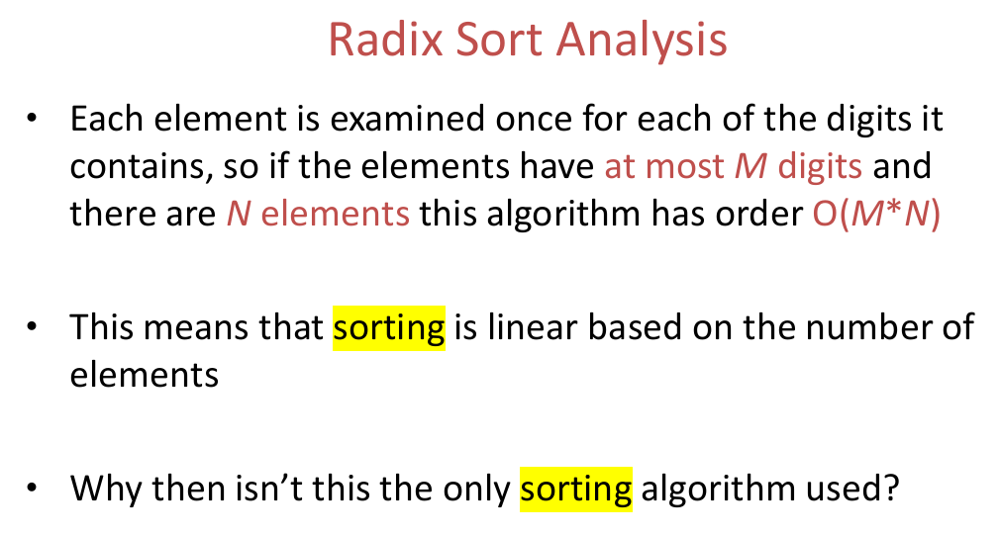 Radix Sort Analysis
• Each element is examined once for each of the digits it
contains, so if the elements have at most M digits and
there are N elements this algorithm has order O(M*N)
• This means that sorting is linear based on the number of
elements
• Why then isn’t this the only sorting algorithm used?